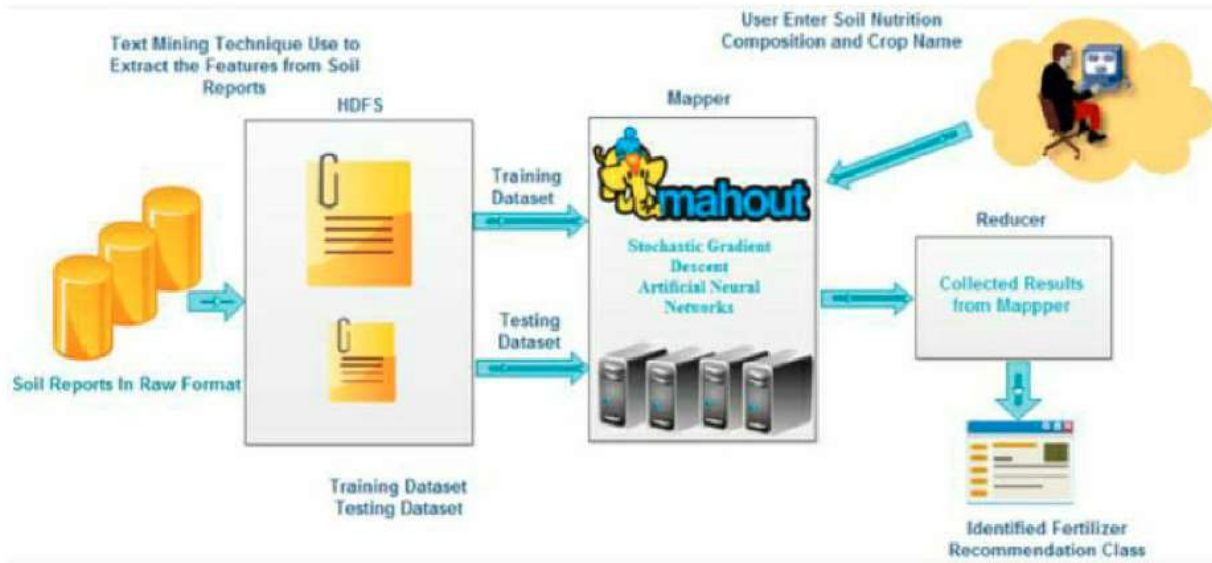 Text Mining Technique Use to
Extract the Features from Soil
Reports
HDFS
Soil Reports In Raw Format
Training
Dataset
Testing
Dataset
Training Dataset
Testing Dataset
Mapper
mahout
Stochastic Gradient
Descent
Artificial Neural
Networks
User Enter Soil Nutrition
Composition and Crop Name
Reducer
Collected Results
from Mappper
Identified Fertilizer
Recommendation Class